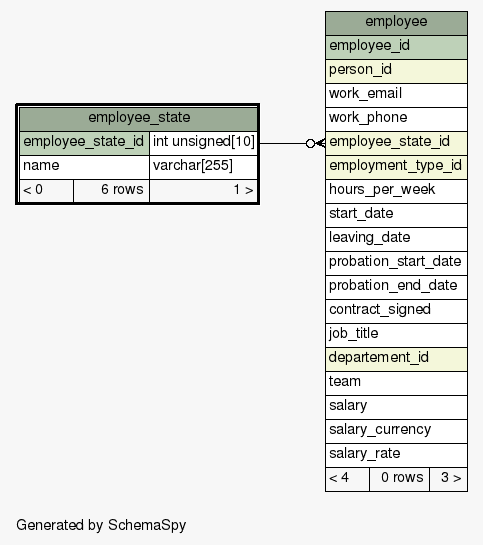 employee_state
employee_state_id int unsigned[10]
name varchar[255]
< 0 6 rows 1 >
employee
employee_id
person_id
work_email
work_phone
employee_state_id
employment_type_id
hours_per_week
start_date
leaving_date
probation_start_date
probation_end_date
contract_signed
job_title
departement_id
team
salary
salary_currency
salary_rate
< 4 0 rows 3 >
Generated by SchemaSpy